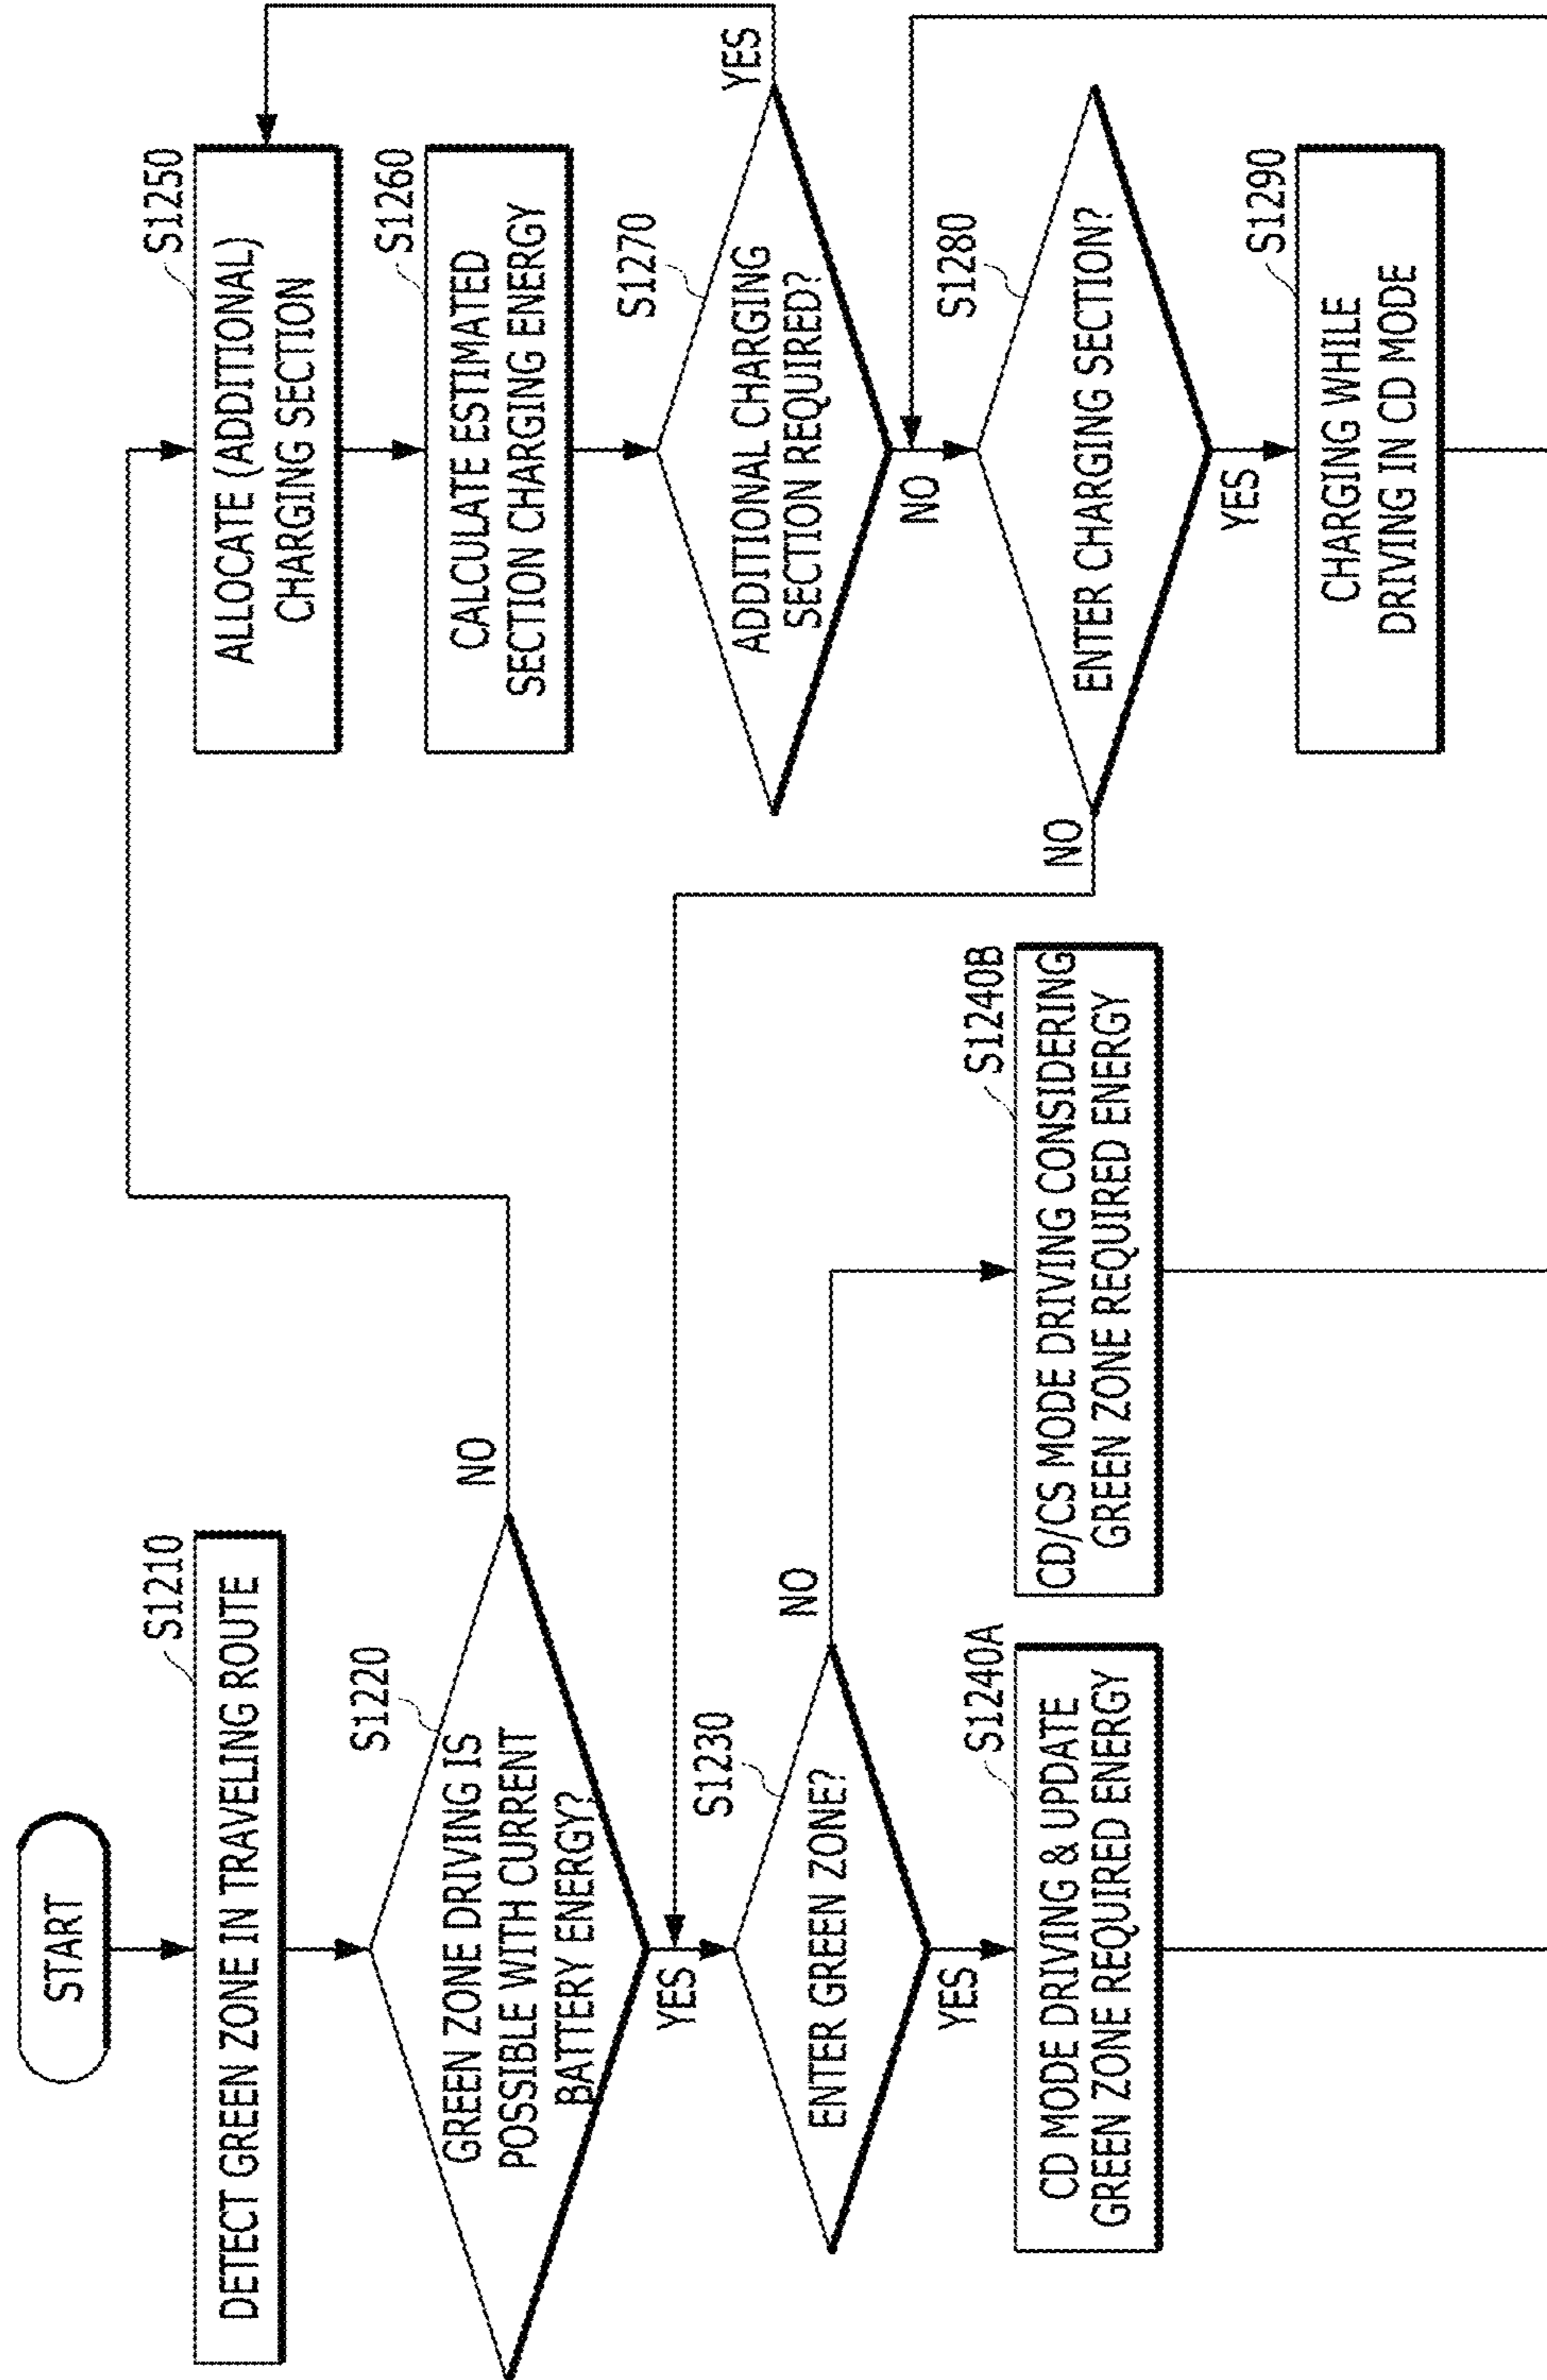 START
S1210
DETECT GREEN ZONE IN TRAVELING ROUTE
S1220
GREEN ZONE DRIVING IS
POSSIBLE WITH CURRENT
BATTERY ENERGY?
NO
YES
S1230
ENTER GREEN ZONE?
NO
YES
S1240A
CD MODE DRIVING & UPDATE
GREEN ZONE REQUIRED ENERGY
S1240B
CD/CS MODE DRIVING CONSIDERING
GREEN ZONE REQUIRED ENERGY
S1250
ALLOCATE (ADDITIONAL)
CHARGING SECTION
S1260
CALCULATE ESTIMATED
SECTION CHARGING ENERGY
S1270
ADDITIONAL CHARGING
SECTION REQUIRED?
YES
NO
S1280
ENTER CHARGING SECTION?
NO
YES
S1290
CHARGING WHILE
DRIVING IN CD MODE